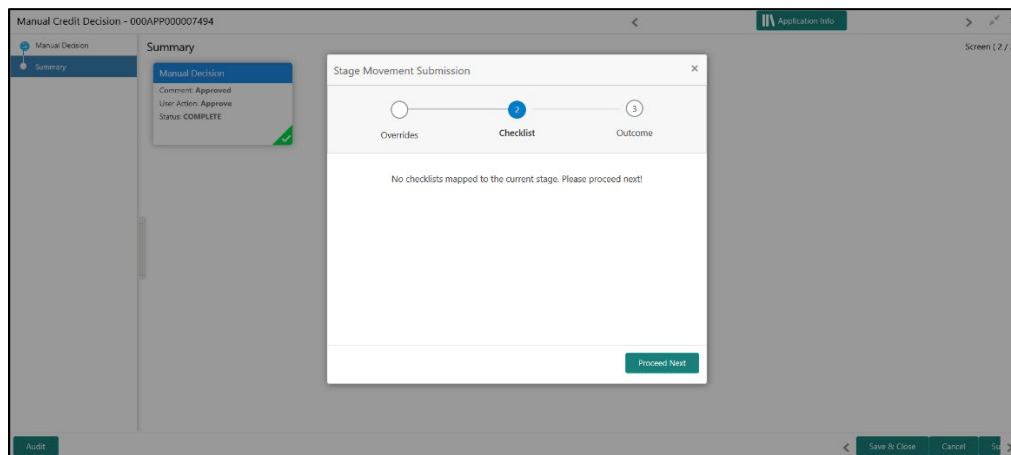 Manual Credit Decision - 000APP000007494
Application Info
Manual Decision
Summary
Summary
Screen ( 2 /
Manual Decision
Comment: Approved
User Action: Approve
Status: COMPLETE
Stage Movement Submission
2
3
Overrides
Checklist
Outcome
No checklists mapped to the current stage. Please proceed next!
Proceed Next
Audit
Save & Close
Cancel
Su